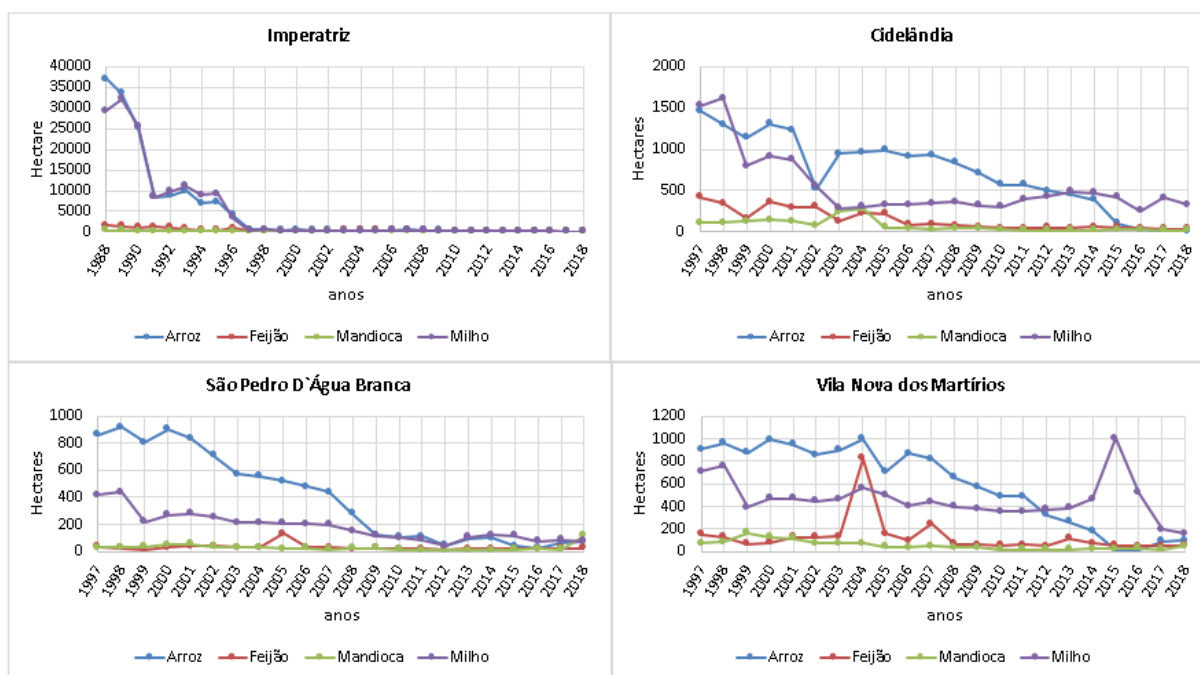 Imperatriz
Hectare
40000
35000
30000
25000
20000
15000
10000
5000
0
1988 1990 1992 1994 1996 1998 2000 2002 2004 2006 2008 2010 2012 2014 2016 2018
anos
Arroz Feijão Mandioca Milho
Cidelândia
Hectares
2000
1500
1000
500
0
1997 1998 1999 2000 2001 2002 2003 2004 2005 2006 2007 2008 2009 2010 2011 2012 2013 2014 2015 2016 2017 2018
anos
Arroz Feijão Mandioca Milho
São Pedro D`Água Branca
Hectares
1000
800
600
400
200
0
1997 1998 1999 2000 2001 2002 2003 2004 2005 2006 2007 2008 2009 2010 2011 2012 2013 2014 2015 2016 2017 2018
anos
Arroz Feijão Mandioca Milho
Vila Nova dos Martírios
Hectares
1200
1000
800
600
400
200
0
1997 1998 1999 2000 2001 2002 2003 2004 2005 2006 2007 2008 2009 2010 2011 2012 2013 2014 2015 2016 2017 2018
anos
Arroz Feijão Mandioca Milho